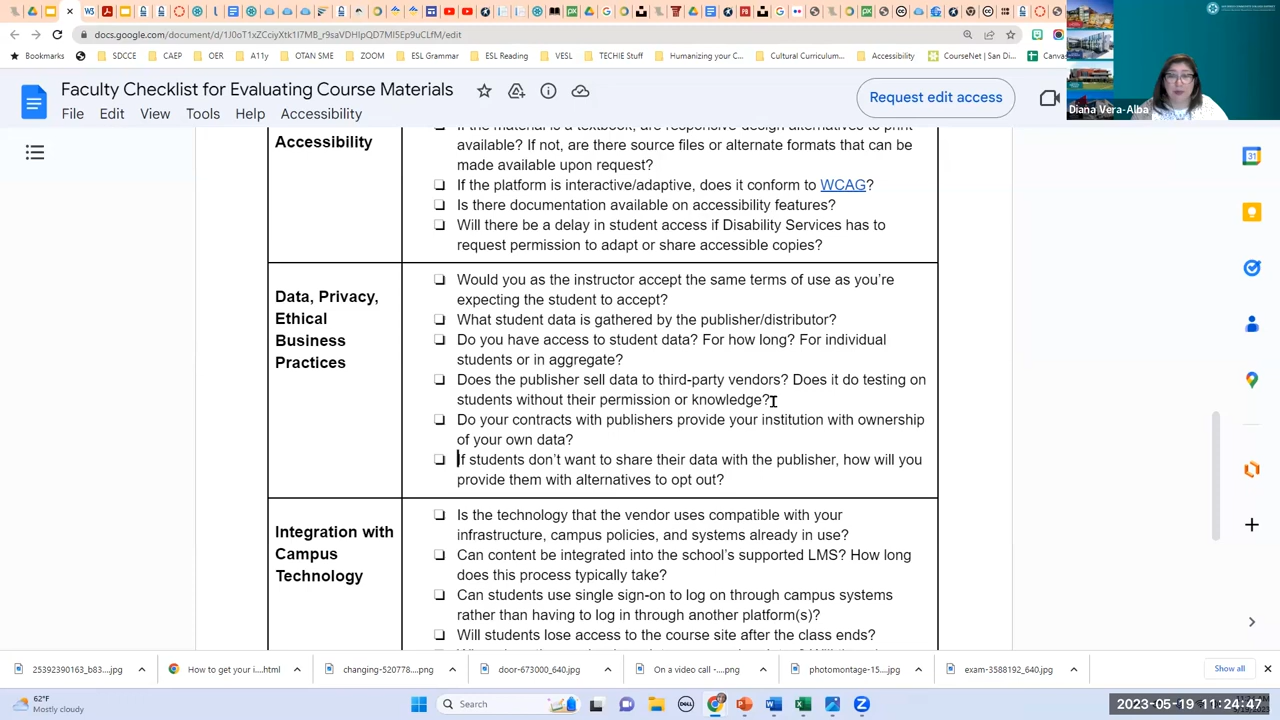 .com/document/d/1J0oT1xZOFCbZM1l7M8_r9aVDHpiP6PtEEsEPuiCLfM/edit
Bookmarks
SDCCE
CAEP
CASAS
GER
A17U
OTAN
SDCCE
ESL Grammar
ESL Reading
VESL
TECHIE STUFF
Humanizing your C...
Cultural Curriculum...
Accessibility
CourseNet | San Di...
Faculty Checklist for Evaluating Course Materials
File Edit View Tools Help Accessibility
Request edit access
Diana Vera-Alba
31
Accessibility
If the material is a textbook, are responsive design alternatives to print
available? If not, are there source files or alternate formats that can be
made available upon request?
If the platform is interactive/adaptive, does it conform to WCAG?
Is there documentation available on accessibility features?
Will there be a delay in student access if Disability Services has to
request permission to adapt or share accessible copies?
Data, Privacy,
Ethical
Business
Practices
Would you as the instructor accept the same terms of use as you're
expecting the student to accept?
What student data is gathered by the publisher/distributor?
Do you have access to student data? For how long? For individual
students or in aggregate?
Does the publisher sell data to third-party vendors? Does it do testing on
students without their permission or knowledge?
Do your contracts with publishers provide your institution with ownership
of your own data?
If students don't want to share their data with the publisher, how will you
provide them with alternatives to opt out?
Integration with
Campus
Technology
Is the technology that the vendor uses compatible with your
infrastructure, campus policies, and systems already in use?
Can content be integrated into the school's supported LMS? How long
does this process typically take?
Can students use single sign-on to log on through campus systems
rather than having to log in through another platform(s)?
Will students lose access to the course site after the class ends?
25392390163_b83....jpg
How to get your i....html
changing-520778....png
door-673000_640.jpg
On a video call -....png
photomontage-15....jpg
exam-3588192_640.jpg
Show all
62°F
Mostly cloudy
Search
2023-05-19 11:24:47